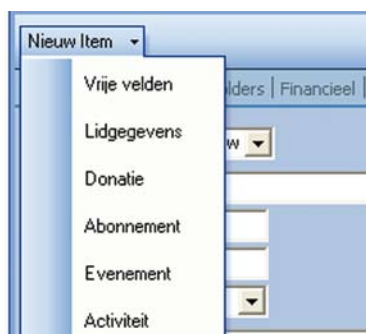 Nieuw Item
Vrije velden
lders | Financieel |
Lidgegevens
w
Donatie
Abonnement
Evenement
Activiteit